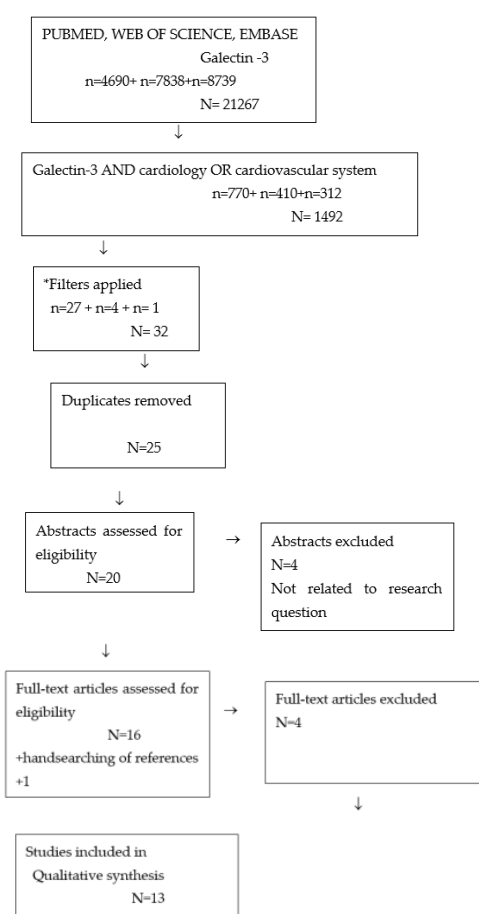 PUBMED, WEB OF SCIENCE, EMBASE
Galectin -3
n=4690+ n=7838+n=8739
N= 21267
↓
Galectin-3 AND cardiology OR cardiovascular system
n=770+ n=410+n=312
N= 1492
↓
*Filters applied
n=27 + n=4 + n= 1
N= 32
↓
Duplicates removed
N=25
↓
Abstracts assessed for
eligibility
N=20
→
Abstracts excluded
N=4
Not related to research
question
↓
Full-text articles assessed for
eligibility
N=16
+handsearching of references
+1
→
Full-text articles excluded
N=4
↓
Studies included in
Qualitative synthesis
N=13